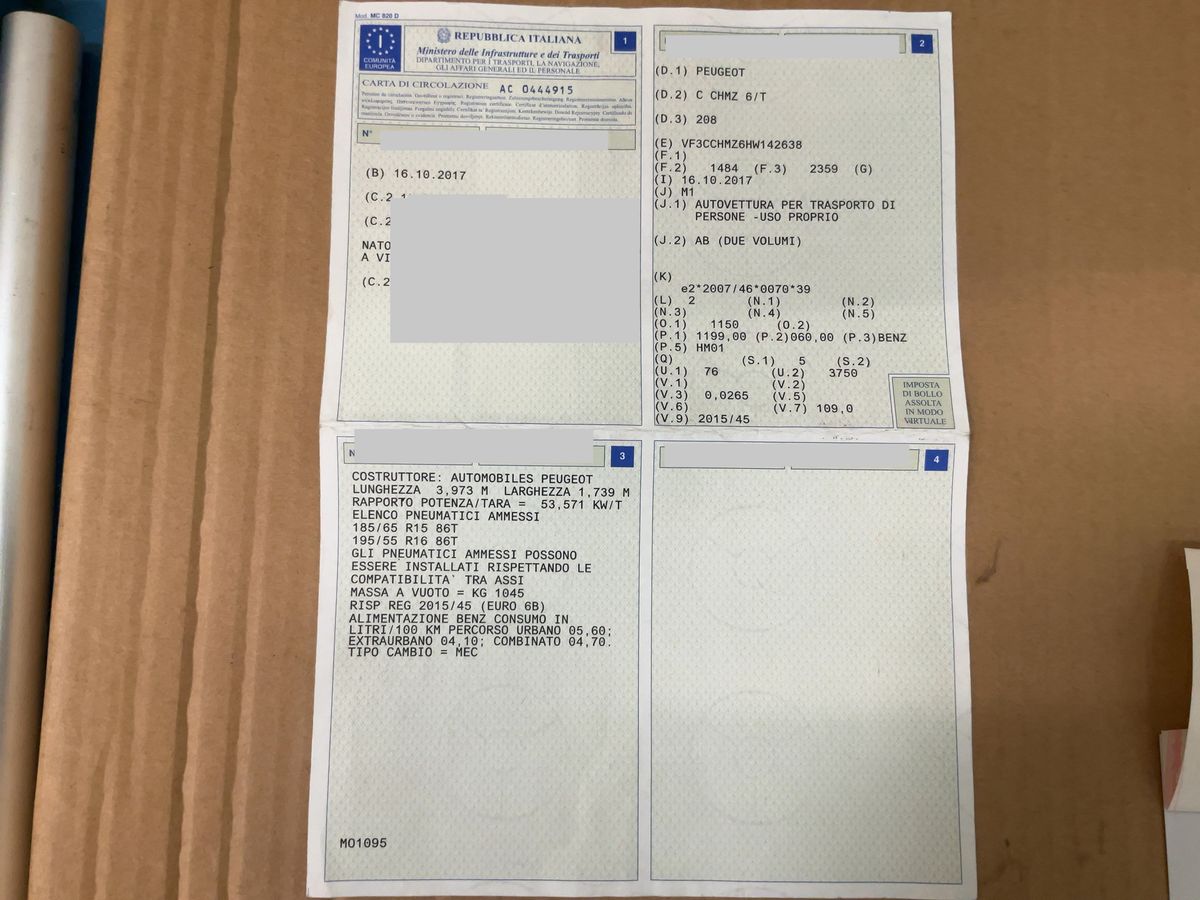 Mod. MC 820 D
I
COMUNITÀ
EUROPEA
REPUBBLICA ITALIANA
Ministero delle Infrastrutture e dei Trasporti
DIPARTIMENTO PER I TRASPORTI, LA NAVIGAZIONE,
GLI AFFARI GENERALI ED IL PERSONALE
1
CARTA DI CIRCOLAZIONE AC 0444915
N°
(B) 16.10.2017
(C.2
(C.2
NATO
A VI
(C.2
2
(D.1) PEUGEOT
(D.2) C CHMZ 6/T
(D.3) 208
(E) VF3CCHMZ6HW142638
(F.1)
(F.2) 1484 (F.3) 2359 (G)
(I) 16.10.2017
(J) M1
(J.1) AUTOVETTURA PER TRASPORTO DI
PERSONE -USO PROPRIO
(J.2) AB (DUE VOLUMI)
(K)
e2*2007/46*0070*39
(L) 2 (N.1) (N.2)
(N.3) (N.4) (N.5)
(O.1) 1150 (O.2)
(P.1) 1199,00 (P.2)060,00 (P.3)BENZ
(P.5) HM01
(Q) (S.1) 5 (S.2)
(U.1) 76 (U.2) 3750
(V.1) (V.2)
(V.3) 0,0265 (V.5)
(V.6) (V.7) 109,0
(V.9) 2015/45
IMPOSTA
DI BOLLO
ASSOLTA
IN MODO
VIRTUALE
N
3
COSTRUTTORE: AUTOMOBILES PEUGEOT
LUNGHEZZA 3,973 M LARGHEZZA 1,739 M
RAPPORTO POTENZA/TARA = 53,571 KW/T
ELENCO PNEUMATICI AMMESSI
185/65 R15 86T
195/55 R16 86T
GLI PNEUMATICI AMMESSI POSSONO
ESSERE INSTALLATI RISPETTANDO LE
COMPATIBILITA` TRA ASSI
MASSA A VUOTO = KG 1045
RISP REG 2015/45 (EURO 6B)
ALIMENTAZIONE BENZ CONSUMO IN
LITRI/100 KM PERCORSO URBANO 05,60;
EXTRAURBANO 04,10; COMBINATO 04,70.
TIPO CAMBIO = MEC
MO1095
4